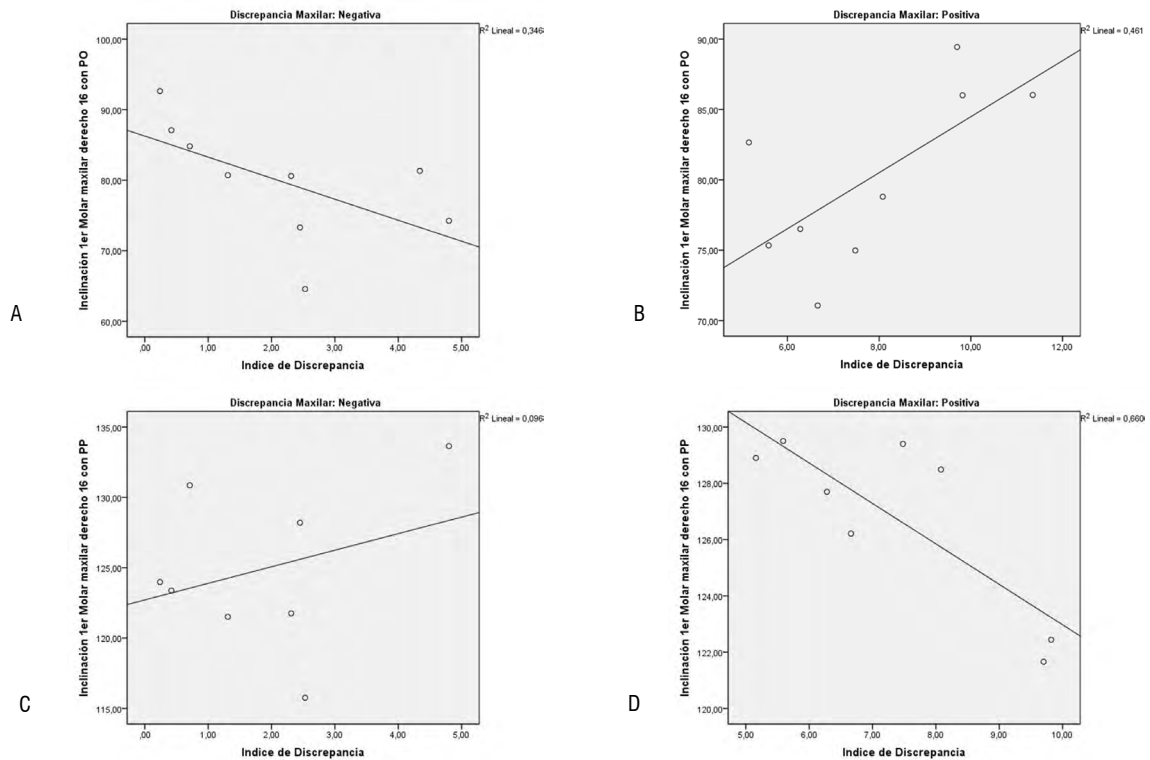 Discrepancia Maxilar: Negativa
R² Lineal = 0,346
Inclinación 1er Molar maxilar derecho 16 con PO
100,00
90,00
80,00
70,00
60,00
,00
1,00
2,00
3,00
4,00
5,00
Indice de Discrepancia
A
Discrepancia Maxilar: Positiva
R² Lineal = 0,461
Inclinación 1er Molar maxilar derecho 16 con PO
90,00
85,00
80,00
75,00
70,00
6,00
8,00
10,00
12,00
Indice de Discrepancia
B
Discrepancia Maxilar: Negativa
R² Lineal = 0,096
Inclinación 1er Molar maxilar derecho 16 con PP
135,00
130,00
125,00
120,00
115,00
,00
1,00
2,00
3,00
4,00
5,00
Indice de Discrepancia
C
Discrepancia Maxilar: Positiva
R² Lineal = 0,660
Inclinación 1er Molar maxilar derecho 16 con PP
130,00
128,00
126,00
124,00
122,00
120,00
5,00
6,00
7,00
8,00
9,00
10,00
Indice de Discrepancia
D